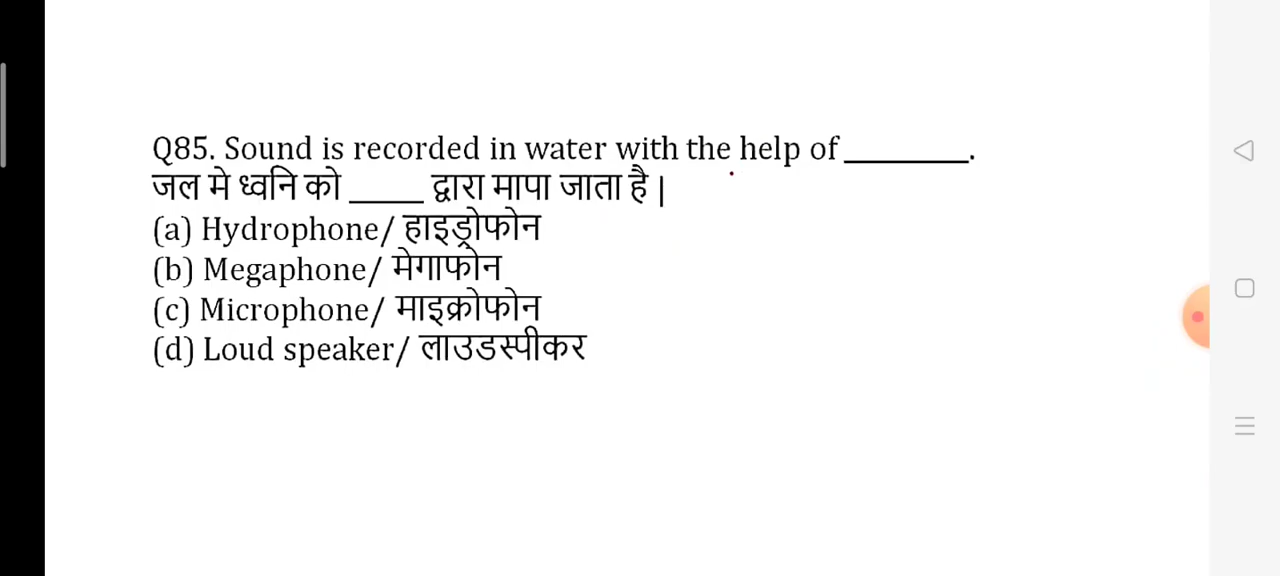 Q85. Sound is recorded in water with the help of ________.
जल मे ध्वनि को _____ द्वारा मापा जाता है |
(a) Hydrophone/ हाइड्रोफोन
(b) Megaphone/ मेगाफोन
(c) Microphone/ माइक्रोफोन
(d) Loud speaker/ लाउडस्पीकर